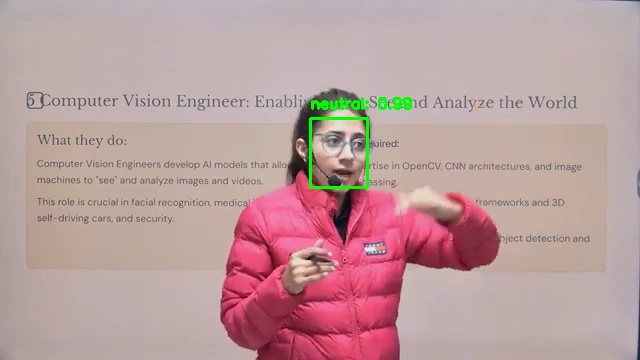 5 Computer Vision Engineer: Enabli See and Analyze the World
neutral: 0.99
What they do:
Computer Vision Engineers develop AI models that allo
machines to "see" and analyze images and videos.
This role is crucial in facial recognition, medical
self-driving cars, and security.
quired:
rtise in OpenCV, CNN architectures, and image
essing.
frameworks and 3D
bject detection and